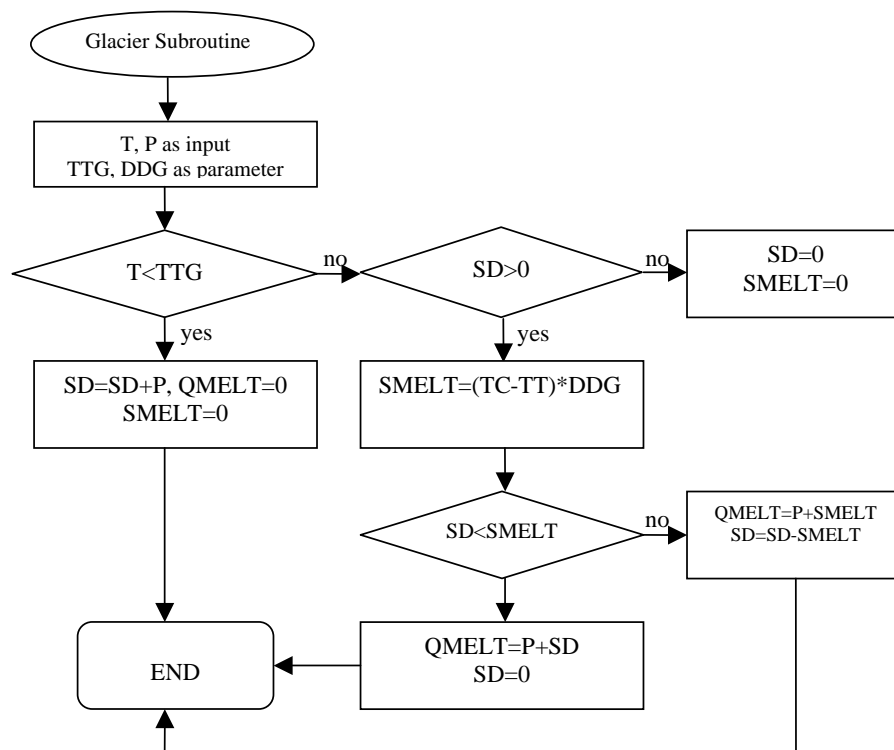 Glacier Subroutine
T, P as input
TTG, DDG as parameter
T<TTG
no
SD>0
no
SD=0
SMELT=0
yes
yes
SD=SD+P, QMELT=0
SMELT=0
SMELT=(TC-TT)*DDG
SD<SMELT
no
QMELT=P+SMELT
SD=SD-SMELT
QMELT=P+SD
SD=0
END